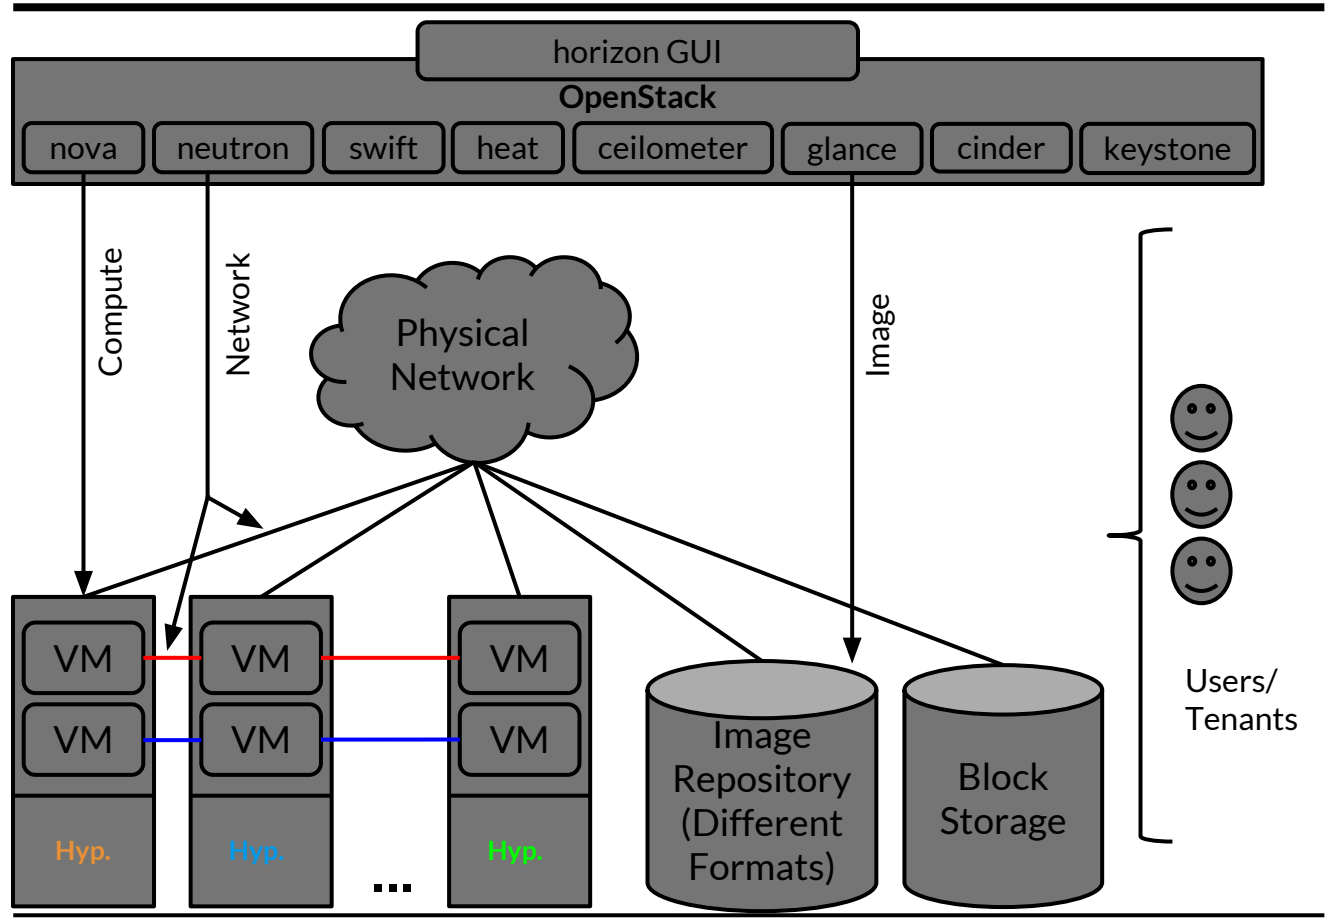 horizon GUI
OpenStack
nova neutron swift heat ceilometer glance cinder keystone
Compute
Network
Image
Physical
Network
VM VM VM
VM VM VM
Hyp. Hyp. Hyp.
...
Image
Repository
(Different
Formats)
Block
Storage
Users/
Tenants